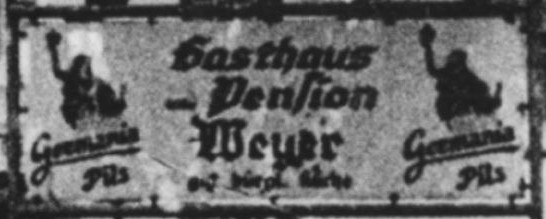 Gasthaus
Pension
Weyer
Germania
Pils
Germania
Pils